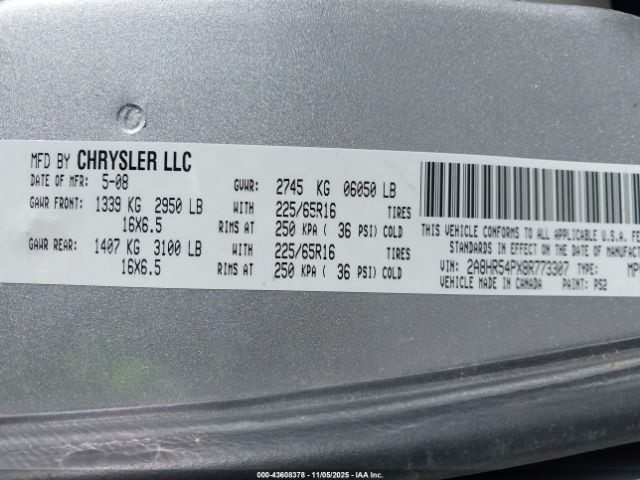 MFD BY CHRYSLER LLC
DATE OF MFR: 5-08 GVWR: 2745 KG 06050 LB
GAWR FRONT: 1339 KG 2950 LB WITH 225/65R16 TIRES
16X6.5 RIMS AT 250 KPA ( 36 PSI) COLD
GAWR REAR: 1407 KG 3100 LB WITH 225/65R16 TIRES
16X6.5 RIMS AT 250 KPA ( 36 PSI) COLD
THIS VEHICLE CONFORMS TO ALL APPLICABLE U.S.A. FE
STANDARDS IN EFFECT ON THE DATE OF MANUFACT
VIN: 2A8HR54PX8R773307 TYPE: MP
VEHICLE MADE IN CANADA PAINT: PS2
000-43608378 - 11/05/2025 - IAA Inc.